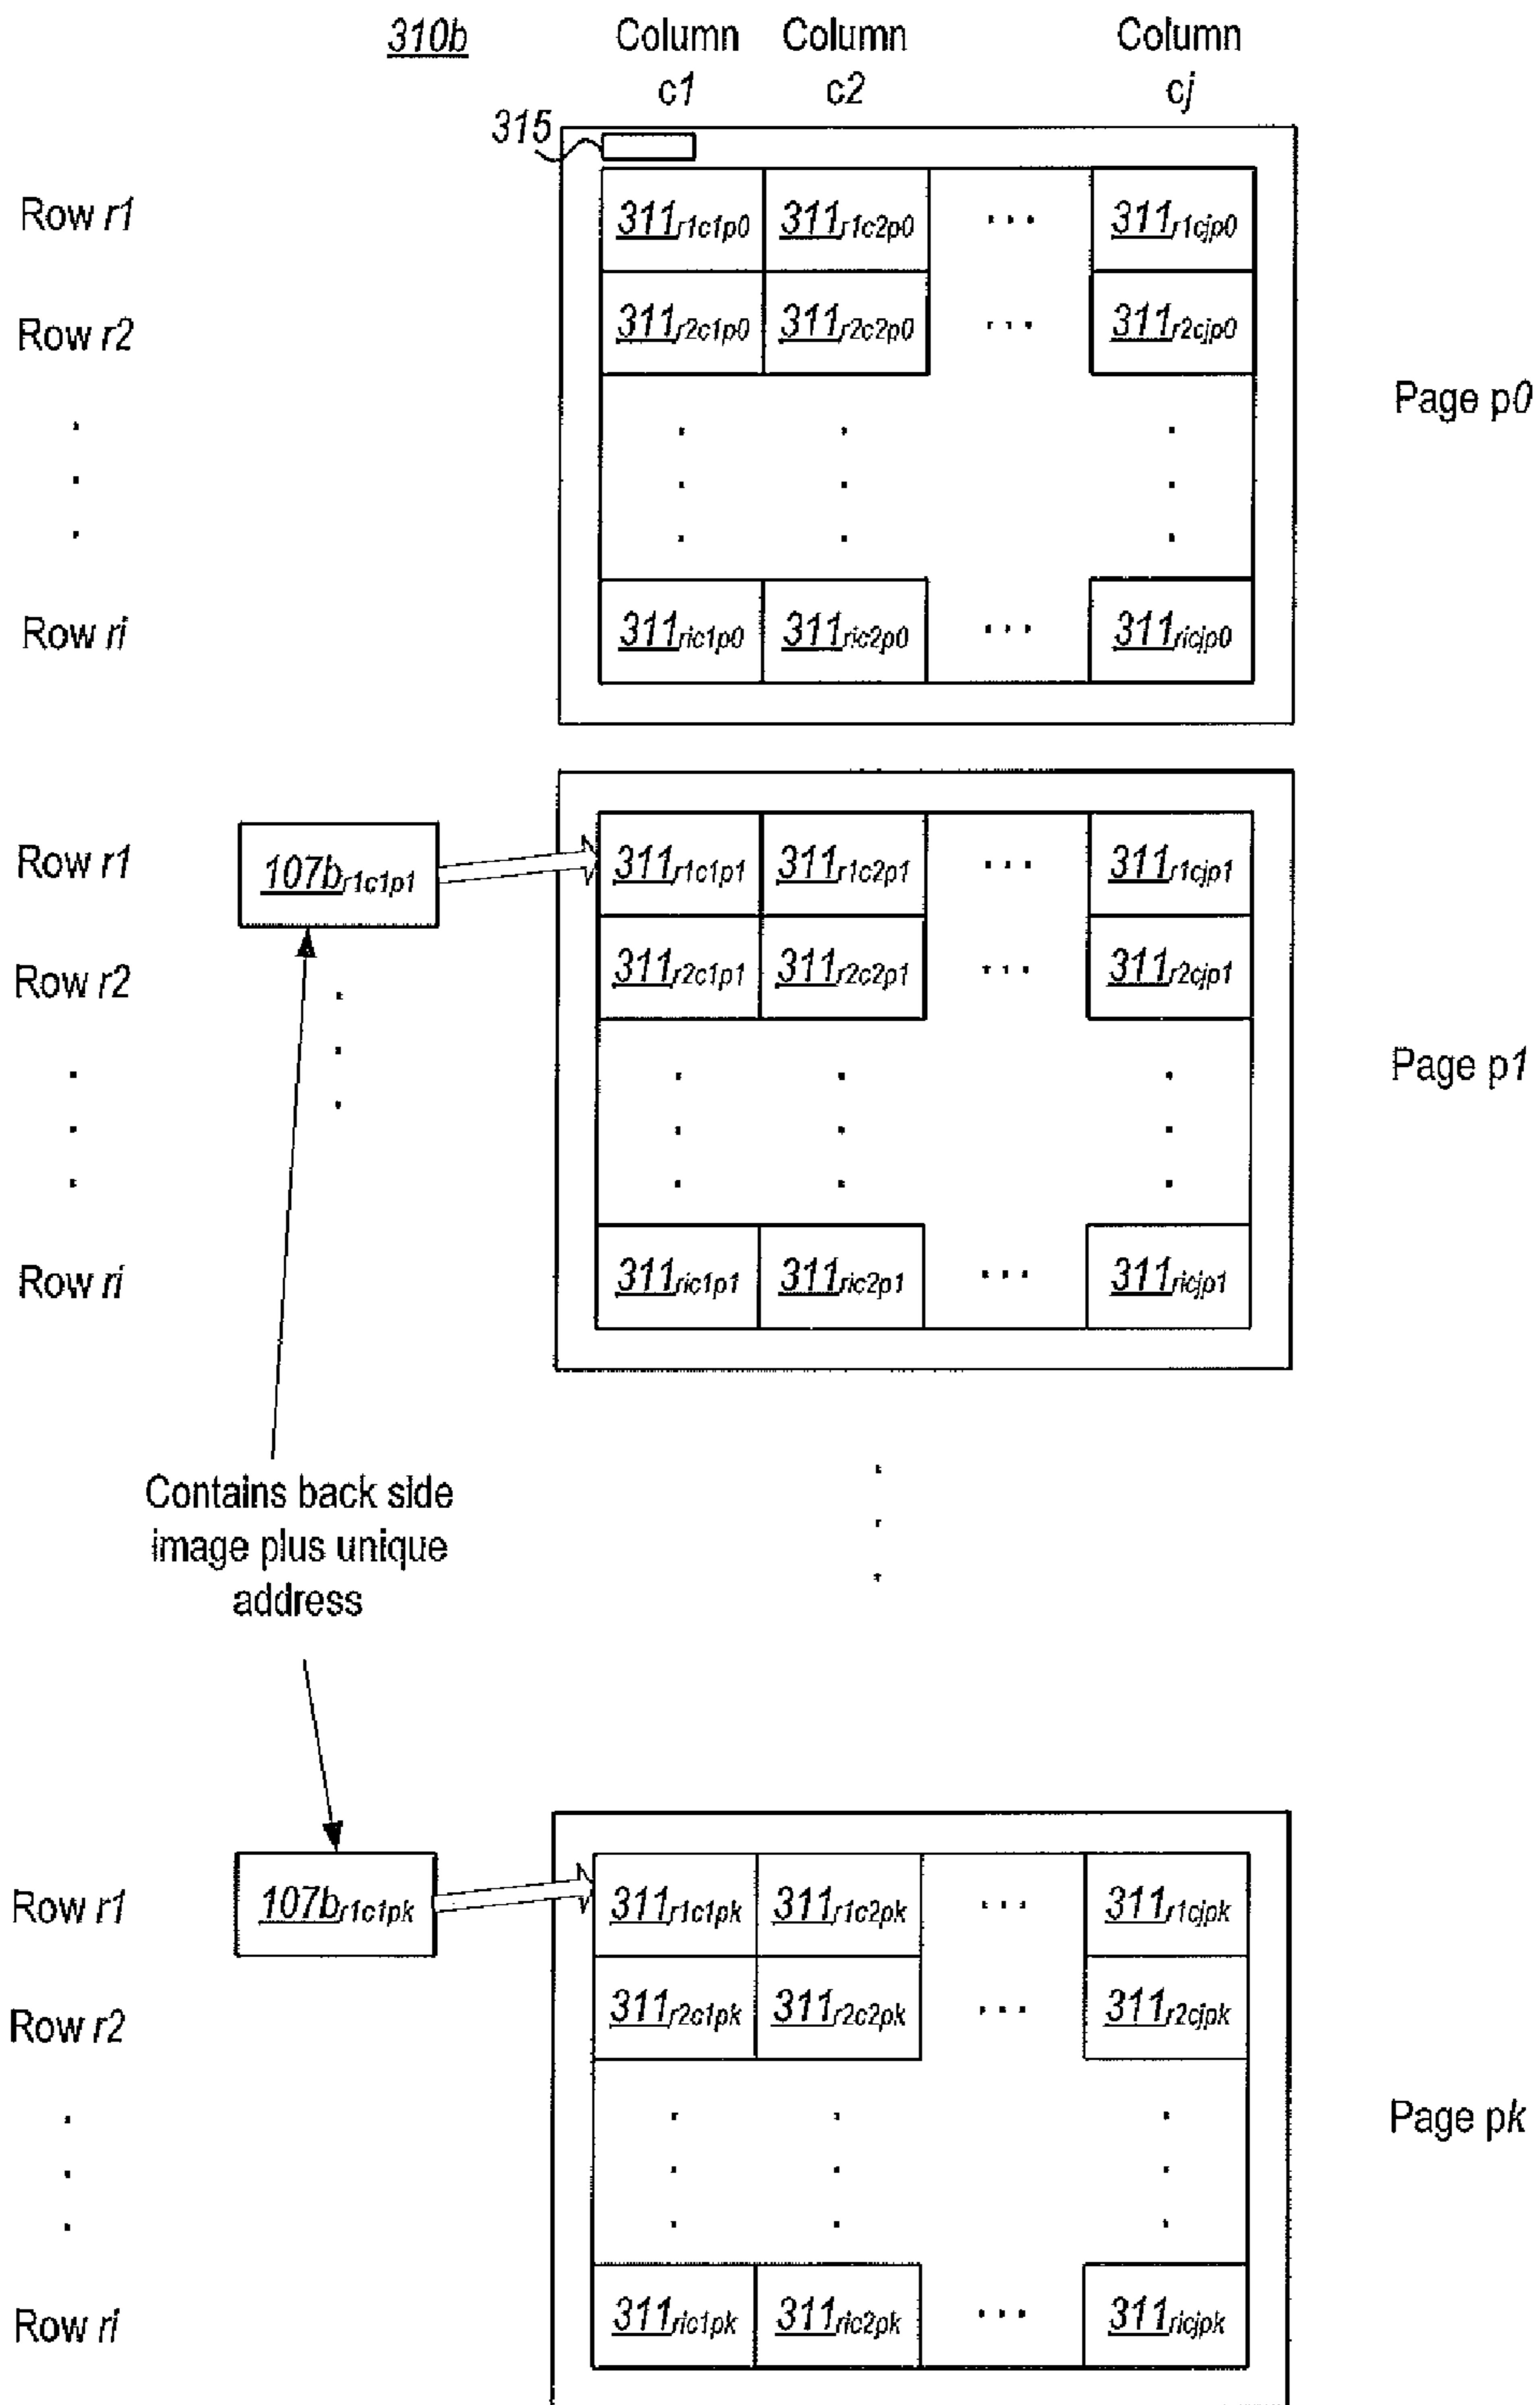 310b Column Column Column
c1 c2 cj
315
Row r1 311r1c1p0 311r1c2p0 ... 311r1cjp0
Row r2 311r2c1p0 311r2c2p0 ... 311r2cjp0
Page p0
Row ri 311ric1p0 311ric2p0 ... 311ricjp0
Row r1 107br1c1p1 311r1c1p1 311r1c2p1 ... 311r1cjp1
Row r2 311r2c1p1 311r2c2p1 ... 311r2cjp1
Page p1
Row ri 311ric1p1 311ric2p1 ... 311ricjp1
Contains back side
image plus unique
address
Row r1 107br1c1pk 311r1c1pk 311r1c2pk ... 311r1cjpk
Row r2 311r2c1pk 311r2c2pk ... 311r2cjpk
Page pk
Row ri 311ric1pk 311ric2pk ... 311ricjpk